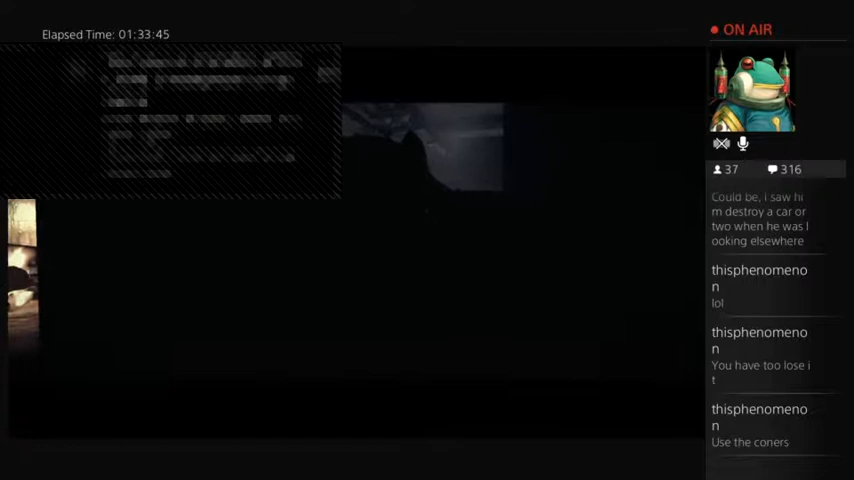 Elapsed Time: 01:33:45
ON AIR
37
316
Could be, i saw hi
m destroy a car or
two when he was l
ooking elsewhere
thisphenomeno
n
lol
thisphenomeno
n
You have too lose i
t
thisphenomeno
n
Use the coners